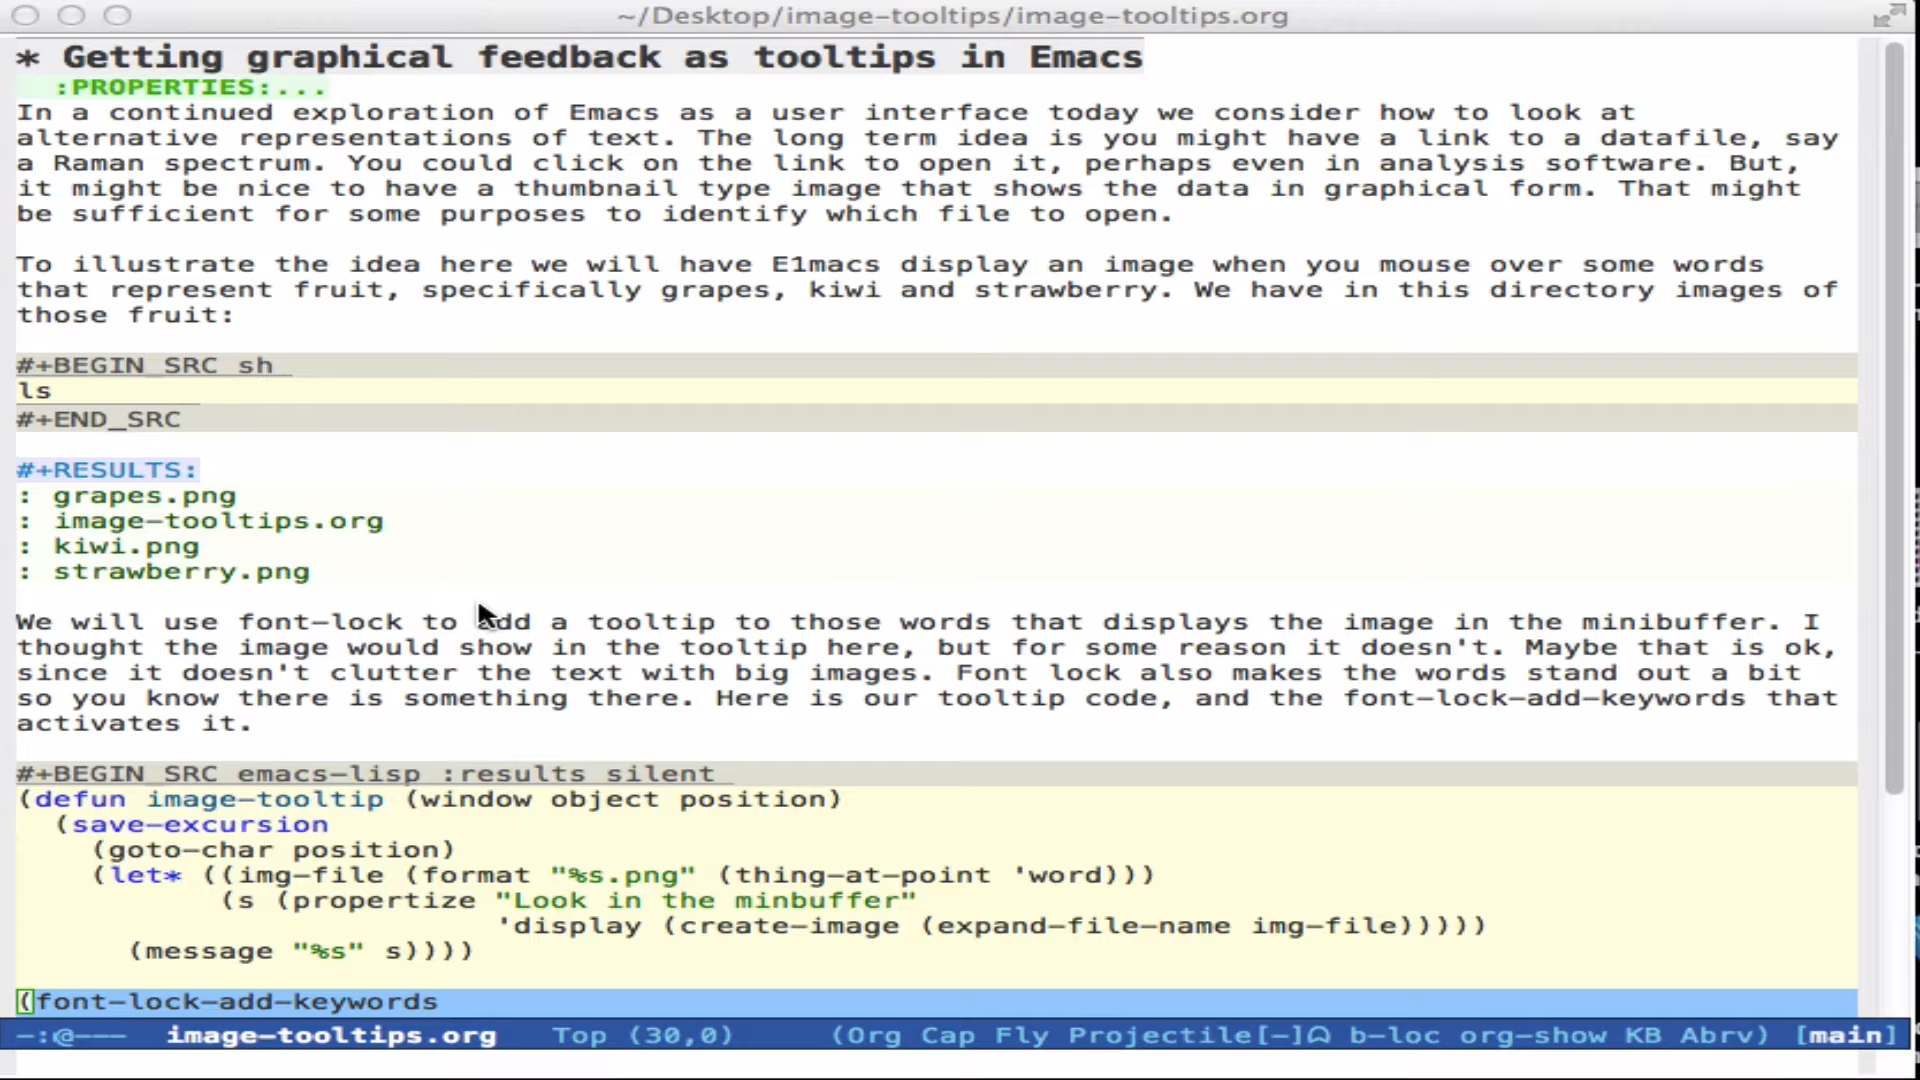 ~/Desktop/image-tooltips/image-tooltips.org
* Getting graphical feedback as tooltips in Emacs
:PROPERTIES:...
In a continued exploration of Emacs as a user interface today we consider how to look at
alternative representations of text. The long term idea is you might have a link to a datafile, say
a Raman spectrum. You could click on the link to open it, perhaps even in analysis software. But,
it might be nice to have a thumbnail type image that shows the data in graphical form. That might
be sufficient for some purposes to identify which file to open.
To illustrate the idea here we will have E1macs display an image when you mouse over some words
that represent fruit, specifically grapes, kiwi and strawberry. We have in this directory images of
those fruit:
#+BEGIN_SRC sh
ls
#+END_SRC
#+RESULTS:
: grapes.png
: image-tooltips.org
: kiwi.png
: strawberry.png
We will use font-lock to add a tooltip to those words that displays the image in the minibuffer. I
thought the image would show in the tooltip here, but for some reason it doesn't. Maybe that is ok,
since it doesn't clutter the text with big images. Font lock also makes the words stand out a bit
so you know there is something there. Here is our tooltip code, and the font-lock-add-keywords that
activates it.
#+BEGIN_SRC emacs-lisp :results silent
(defun image-tooltip (window object position)
(save-excursion
(goto-char position)
(let* ((img-file (format "%s.png" (thing-at-point 'word)))
(s (propertize "Look in the minbuffer"
'display (create-image (expand-file-name img-file)))))
(message "%s" s))))
(font-lock-add-keywords
-:@--- image-tooltips.org Top (30,0) (Org Cap Fly Projectile[-] b-loc org-show KB Abrv) [main]